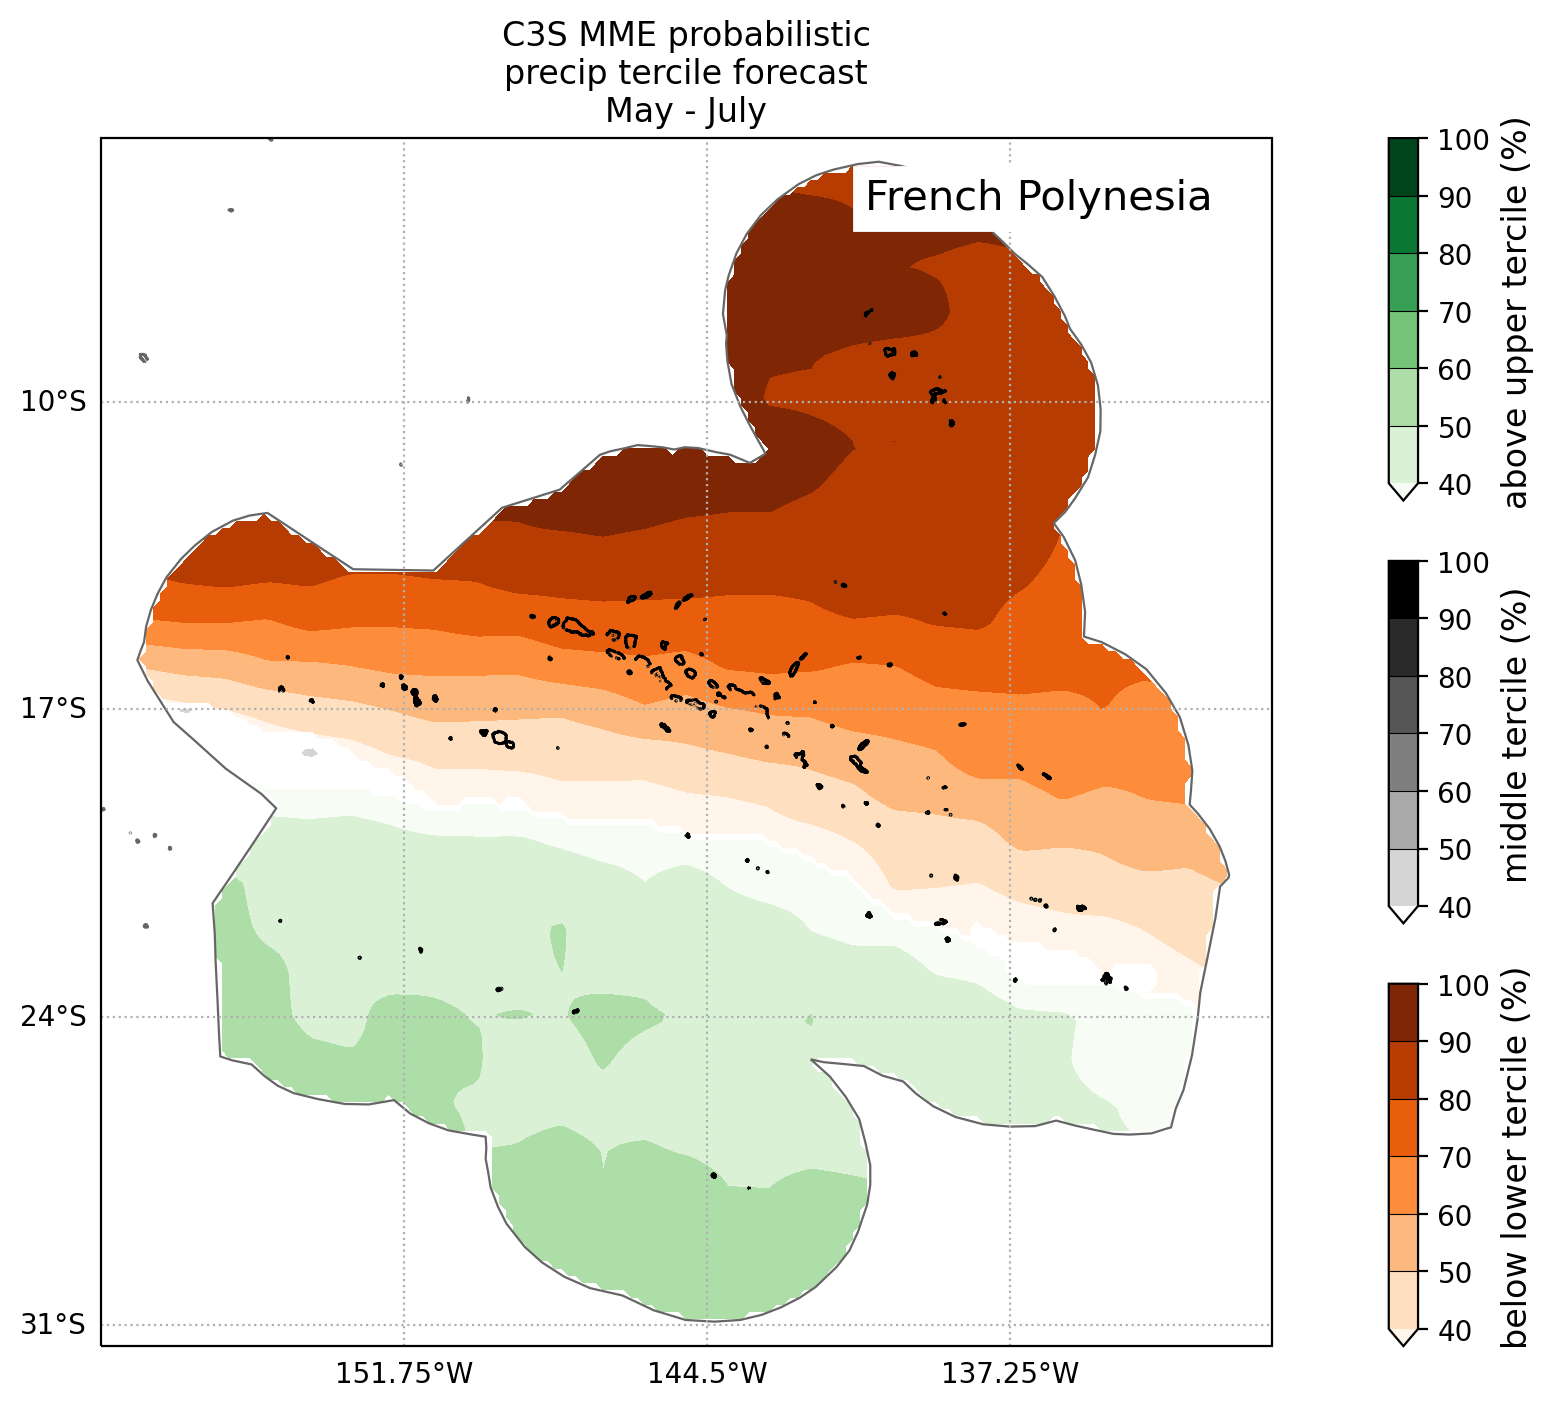 C3S MME probabilistic
precip tercile forecast
May - July
French Polynesia
10°S
17°S
24°S
31°S
151.75°W
144.5°W
137.25°W
100
90
80
70
60
50
40
above upper tercile (%)
100
90
80
70
60
50
40
middle tercile (%)
100
90
80
70
60
50
40
below lower tercile (%)